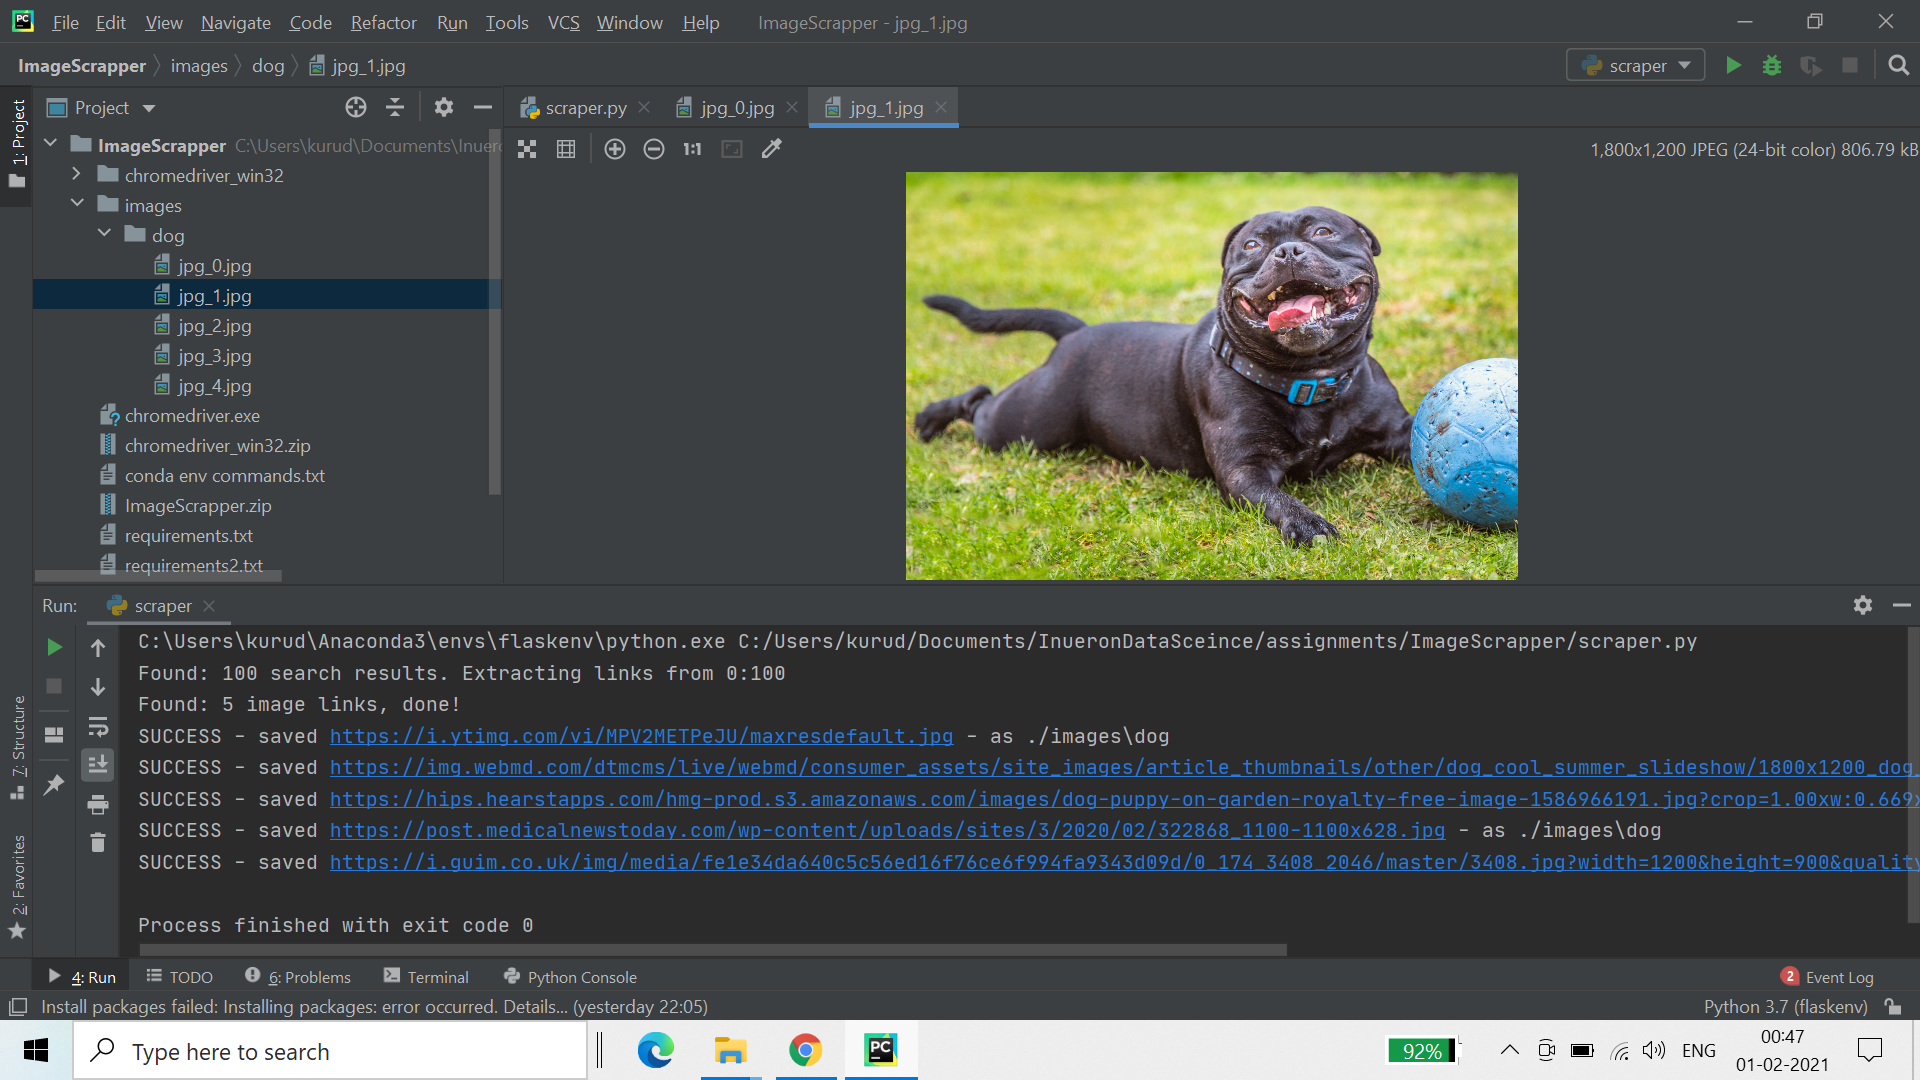 PC File Edit View Navigate Code Refactor Run Tools VCS Window Help ImageScrapper - jpg_1.jpg
ImageScrapper images dog jpg_1.jpg scraper
1: Project
Project
scraper.py jpg_0.jpg jpg_1.jpg
ImageScrapper C:\Users\kurud\Documents\Inuero
1:1 1,800x1,200 JPEG (24-bit color) 806.79 kB
chromedriver_win32
images
dog
jpg_0.jpg
jpg_1.jpg
jpg_2.jpg
jpg_3.jpg
jpg_4.jpg
chromedriver.exe
chromedriver_win32.zip
conda env commands.txt
ImageScrapper.zip
requirements.txt
requirements2.txt
Run: scraper
C:\Users\kurud\Anaconda3\envs\flaskenv\python.exe C:/Users/kurud/Documents/InueronDataSceince/assignments/ImageScrapper/scraper.py
Found: 100 search results. Extracting links from 0:100
Found: 5 image links, done!
SUCCESS - saved https://i.ytimg.com/vi/MPV2METPeJU/maxresdefault.jpg - as ./images\dog
SUCCESS - saved https://img.webmd.com/dtmcms/live/webmd/consumer_assets/site_images/article_thumbnails/other/dog_cool_summer_slideshow/1800x1200_dog_
SUCCESS - saved https://hips.hearstapps.com/hmg-prod.s3.amazonaws.com/images/dog-puppy-on-garden-royalty-free-image-1586966191.jpg?crop=1.00xw:0.669x
SUCCESS - saved https://post.medicalnewstoday.com/wp-content/uploads/sites/3/2020/02/322868_1100-1100x628.jpg - as ./images\dog
SUCCESS - saved https://i.guim.co.uk/img/media/fe1e34da640c5c56ed16f76ce6f994fa9343d09d/0_174_3408_2046/master/3408.jpg?width=1200&height=900&quality
Process finished with exit code 0
7: Structure
2: Favorites
4: Run TODO 6: Problems Terminal Python Console 2 Event Log
Install packages failed: Installing packages: error occurred. Details... (yesterday 22:05) Python 3.7 (flaskenv)
Type here to search PC 92% ENG 00:47
01-02-2021